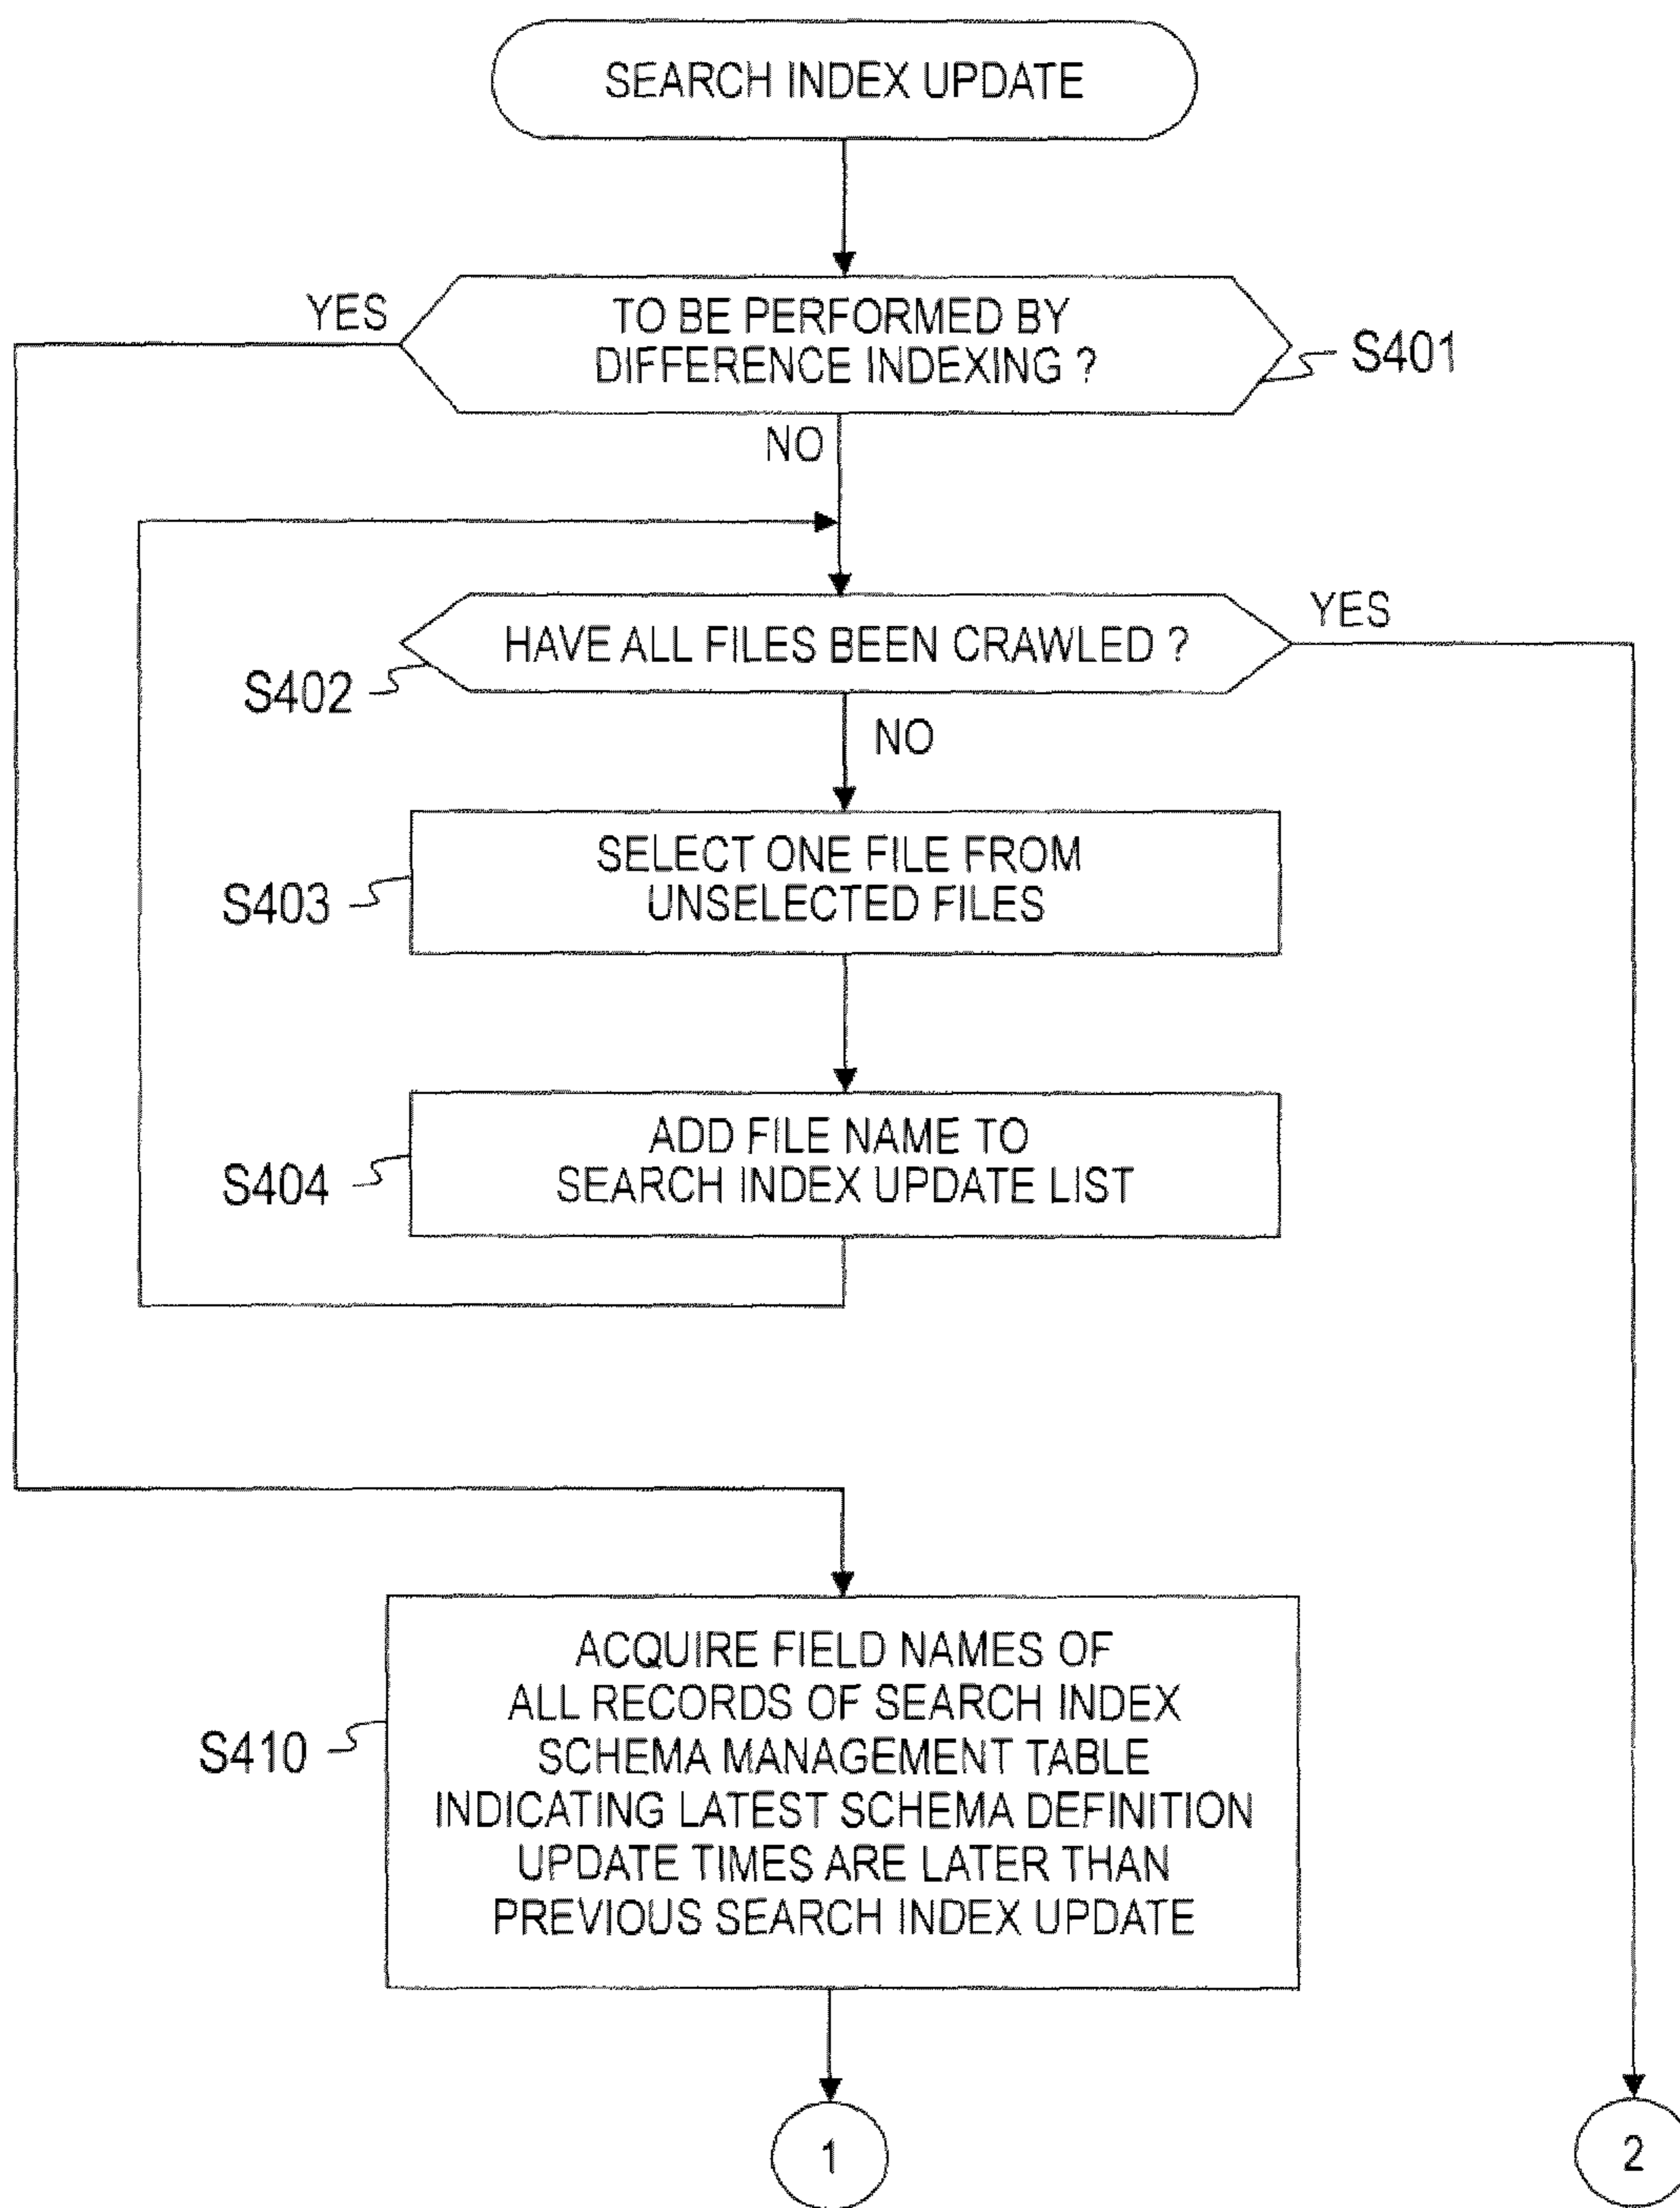 SEARCH INDEX UPDATE
YES
TO BE PERFORMED BY
DIFFERENCE INDEXING ?
S401
NO
YES
HAVE ALL FILES BEEN CRAWLED ?
S402
NO
SELECT ONE FILE FROM
UNSELECTED FILES
S403
ADD FILE NAME TO
SEARCH INDEX UPDATE LIST
S404
ACQUIRE FIELD NAMES OF
ALL RECORDS OF SEARCH INDEX
SCHEMA MANAGEMENT TABLE
INDICATING LATEST SCHEMA DEFINITION
UPDATE TIMES ARE LATER THAN
PREVIOUS SEARCH INDEX UPDATE
S410
1
2